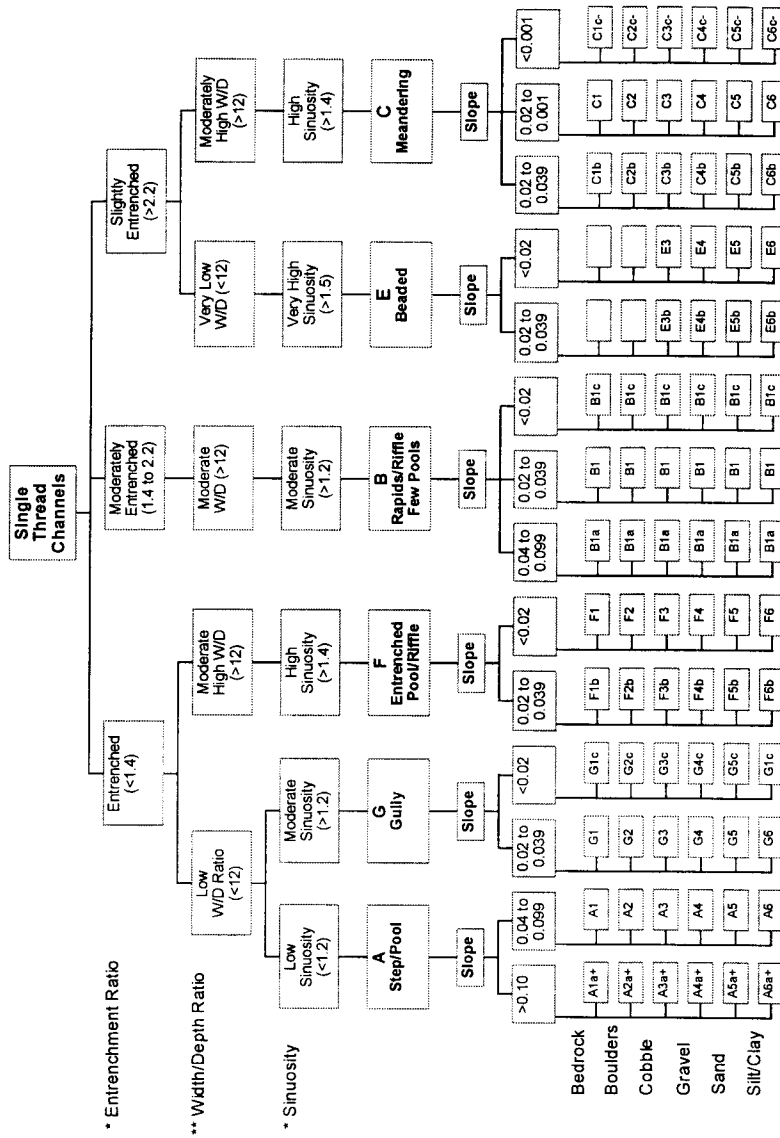 Single
Thread
Channels
* Entrenchment Ratio
Entrenched
(<1.4)
Moderately
Entrenched
(1.4 to 2.2)
Slightly
Entrenched
(>2.2)
** Width/Depth Ratio
Low
W/D Ratio
(<12)
Moderate
High W/D
(>12)
Moderate
W/D (>12)
Very Low
W/D (<12)
Moderately
High W/D
(>12)
* Sinuosity
Low
Sinuosity
(<1.2)
Moderate
Sinuosity
(>1.2)
High
Sinuosity
(>1.4)
Moderate
Sinuosity
(>1.2)
Very High
Sinuosity
(>1.5)
High
Sinuosity
(>1.4)
A
Step/Pool
G
Gully
F
Entrenched
Pool/Riffle
B
Rapids/Riffle
Few Pools
E
Beaded
C
Meandering
Slope
Slope
Slope
Slope
Slope
Slope
>0.10
0.04 to
0.099
0.02 to
0.039
<0.02
0.02 to
0.039
<0.02
0.04 to
0.099
0.02 to
0.039
<0.02
0.02 to
0.039
<0.02
0.02 to
0.039
0.02 to
0.001
<0.001
Bedrock A1a+ A1 G1 G1c F1b F1 B1a B1 B1c C1b C1 C1c-
Boulders A2a+ A2 G2 G2c F2b F2 B1a B1 B1c C2b C2 C2c-
Cobble A3a+ A3 G3 G3c F3b F3 B1a B1 B1c E3b E3 C3b C3 C3c-
Gravel A4a+ A4 G4 G4c F4b F4 B1a B1 B1c E4b E4 C4b C4 C4c-
Sand A5a+ A5 G5 G5c F5b F5 B1a B1 B1c E5b E5 C5b C5 C5c-
Silt/Clay A6a+ A6 G6 G1c F6b F6 B1a B1 B1c E6b E6 C6b C6 C6c-